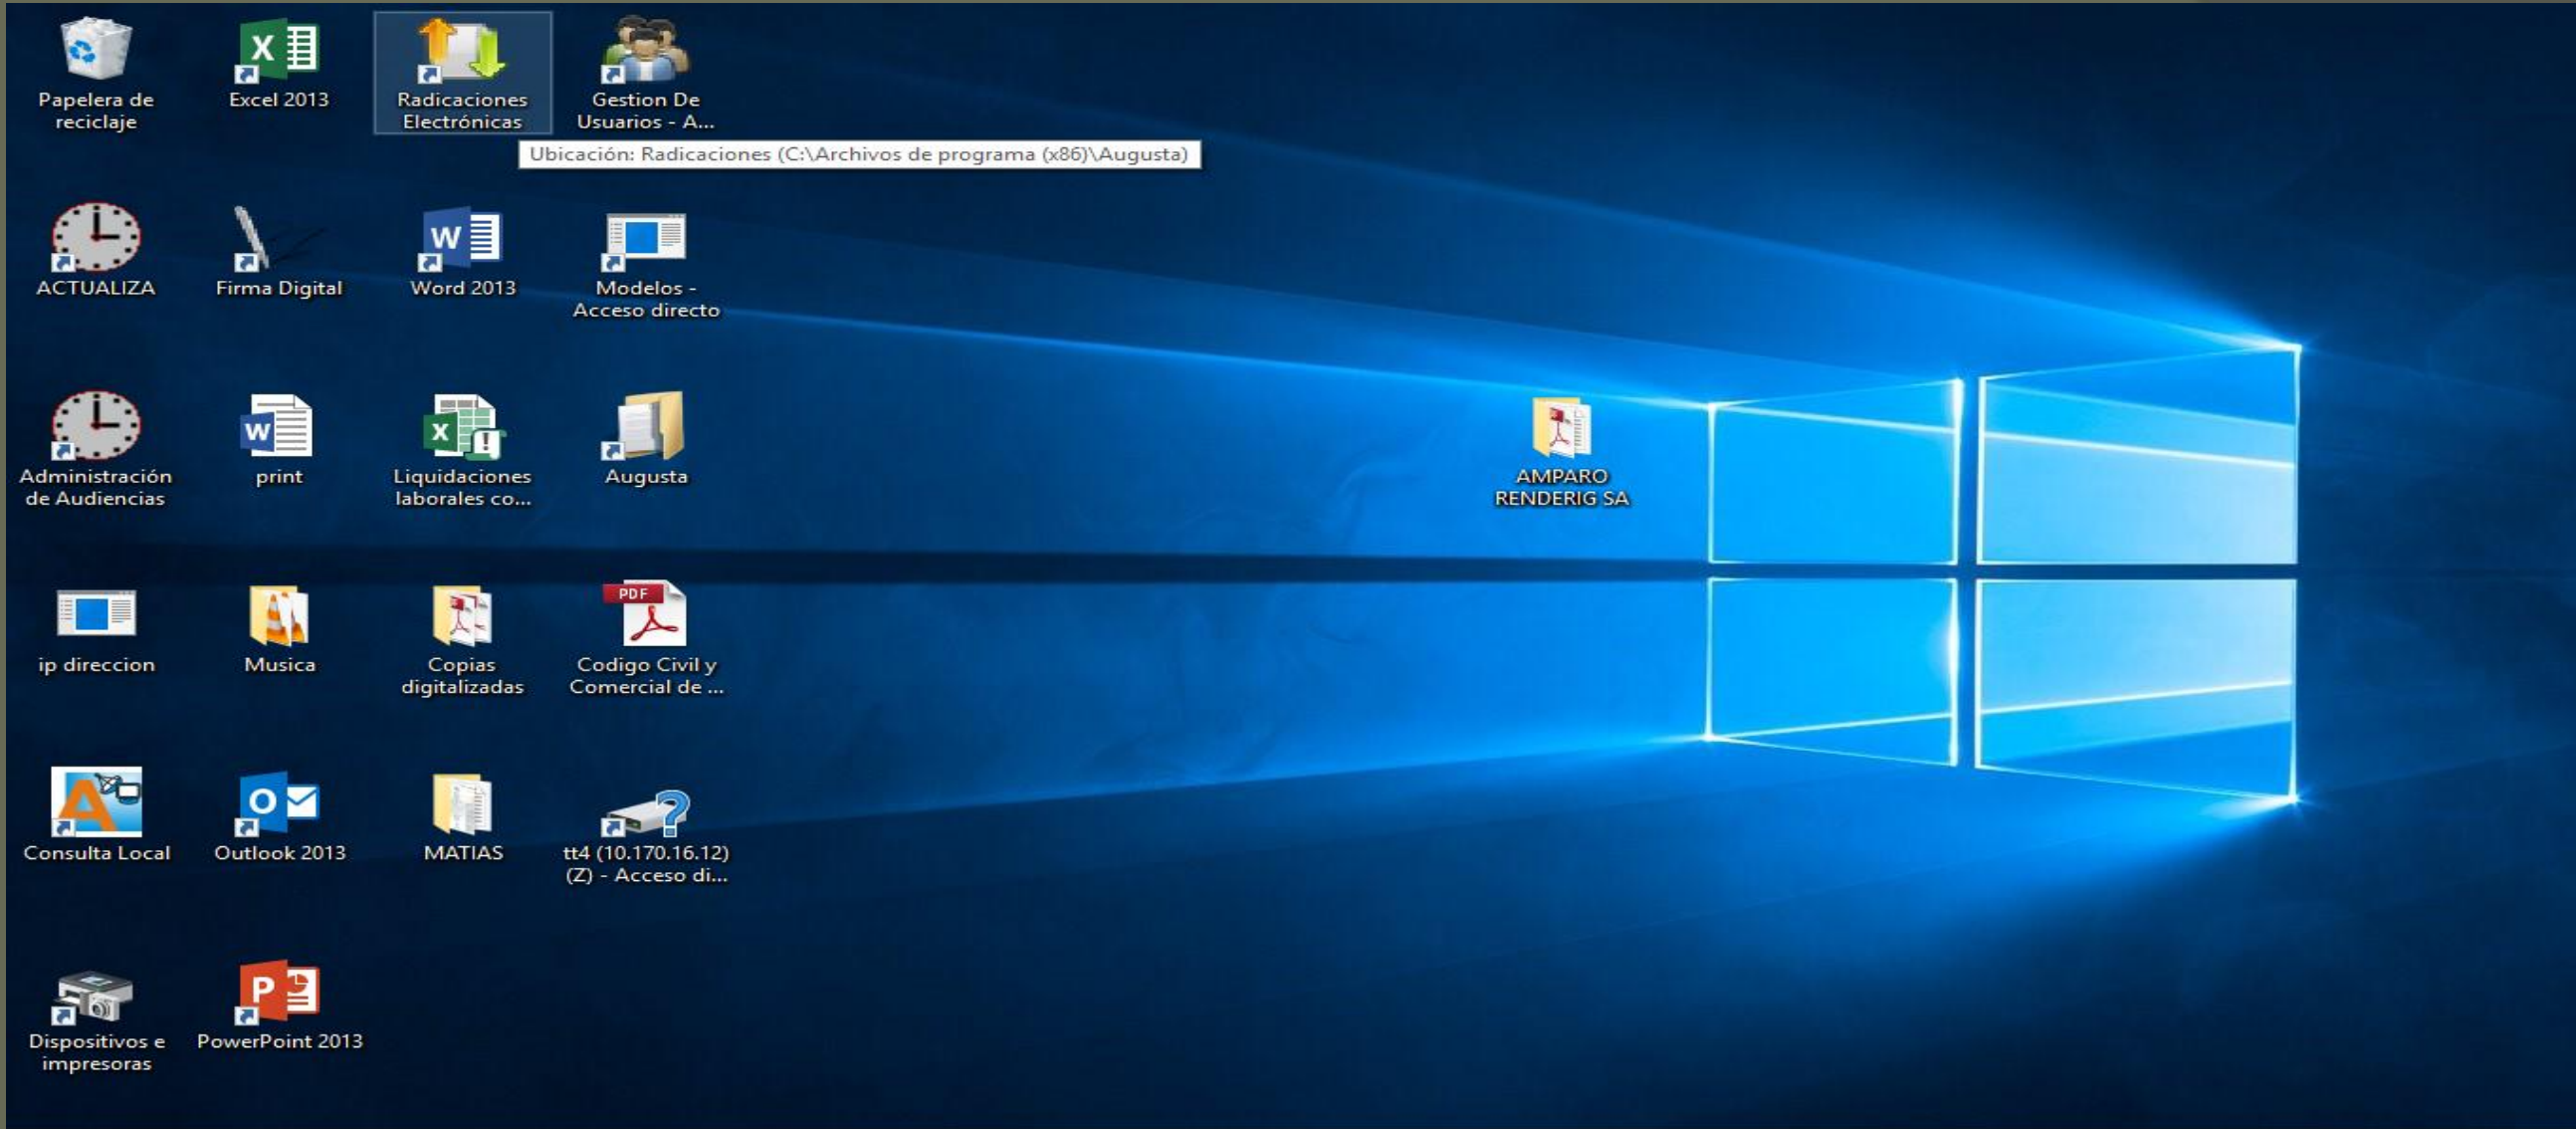 Papelera de
reciclaje
Excel 2013
Radicaciones
Electrónicas
Gestion De
Usuarios - A...
Ubicación: Radicaciones (C:\Archivos de programa (x86)\Augusta)
ACTUALIZA
Firma Digital
Word 2013
Modelos -
Acceso directo
Administración
de Audiencias
print
Liquidaciones
laborales co...
Augusta
AMPARO
RENDERIG SA
ip direccion
Musica
Copias
digitalizadas
PDF
Codigo Civil y
Comercial de ...
Consulta Local
Outlook 2013
MATIAS
tt4 (10.170.16.12)
(Z) - Acceso di...
Dispositivos e
impresoras
PowerPoint 2013